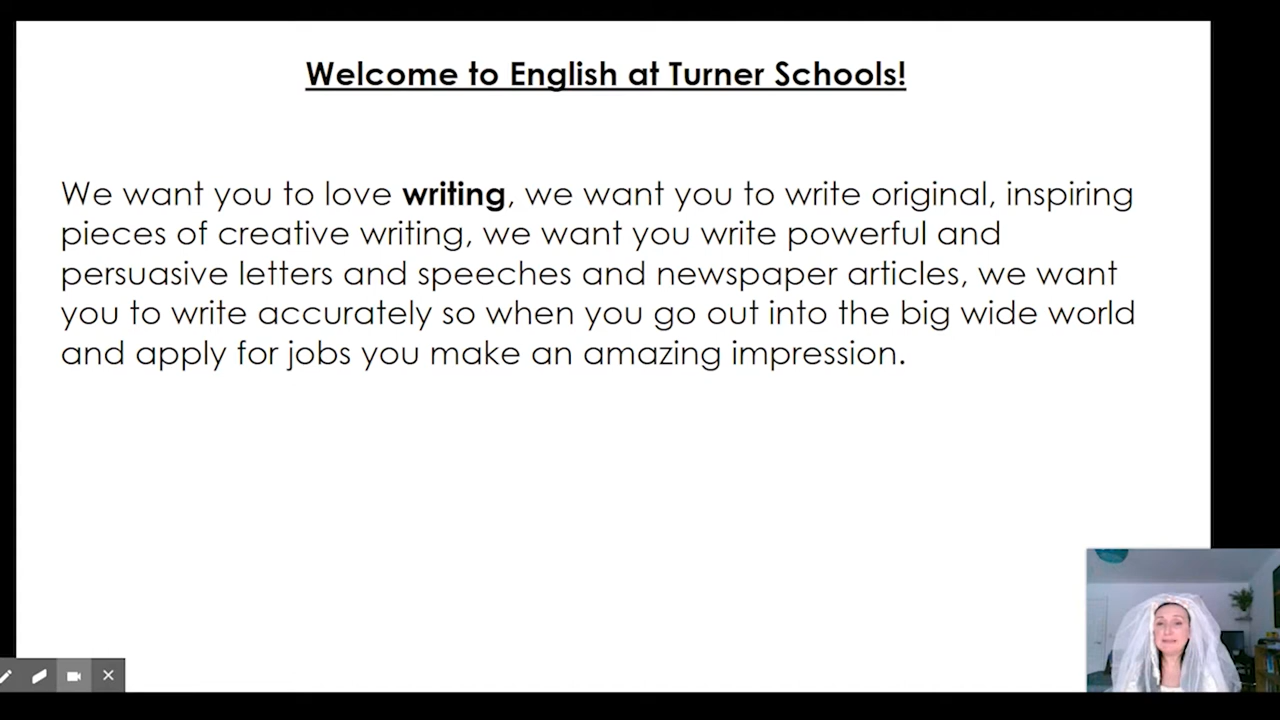 Welcome to English at Turner Schools!
We want you to love writing, we want you to write original, inspiring
pieces of creative writing, we want you write powerful and
persuasive letters and speeches and newspaper articles, we want
you to write accurately so when you go out into the big wide world
and apply for jobs you make an amazing impression.